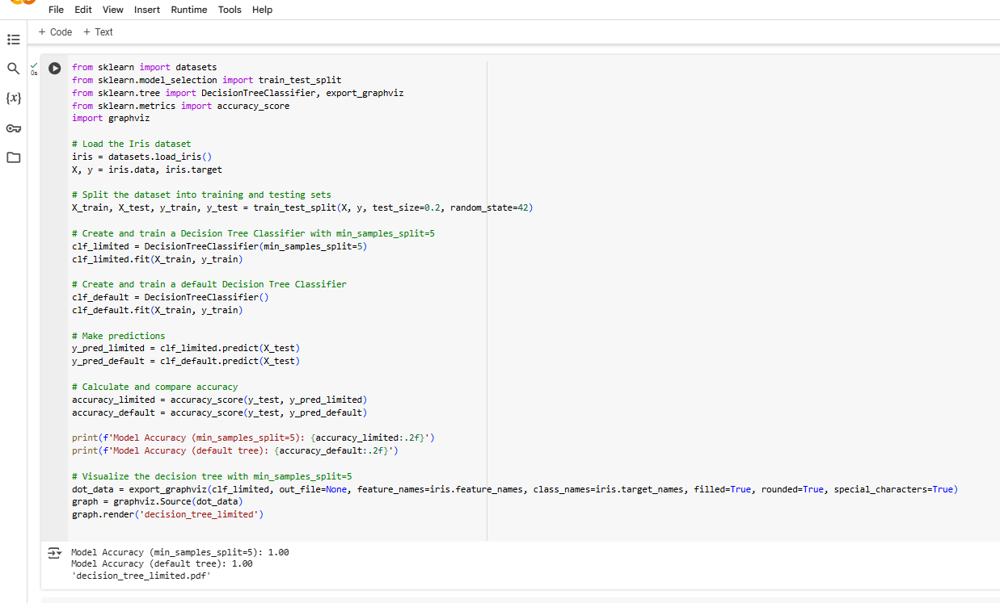 File Edit View Insert Runtime Tools Help
+ Code + Text
{x}
0s
from sklearn import datasets
from sklearn.model_selection import train_test_split
from sklearn.tree import DecisionTreeClassifier, export_graphviz
from sklearn.metrics import accuracy_score
import graphviz
# Load the Iris dataset
iris = datasets.load_iris()
X, y = iris.data, iris.target
# Split the dataset into training and testing sets
X_train, X_test, y_train, y_test = train_test_split(X, y, test_size=0.2, random_state=42)
# Create and train a Decision Tree Classifier with min_samples_split=5
clf_limited = DecisionTreeClassifier(min_samples_split=5)
clf_limited.fit(X_train, y_train)
# Create and train a default Decision Tree Classifier
clf_default = DecisionTreeClassifier()
clf_default.fit(X_train, y_train)
# Make predictions
y_pred_limited = clf_limited.predict(X_test)
y_pred_default = clf_default.predict(X_test)
# Calculate and compare accuracy
accuracy_limited = accuracy_score(y_test, y_pred_limited)
accuracy_default = accuracy_score(y_test, y_pred_default)
print(f'Model Accuracy (min_samples_split=5): {accuracy_limited:.2f}')
print(f'Model Accuracy (default tree): {accuracy_default:.2f}')
# Visualize the decision tree with min_samples_split=5
dot_data = export_graphviz(clf_limited, out_file=None, feature_names=iris.feature_names, class_names=iris.target_names, filled=True, rounded=True, special_characters=True)
graph = graphviz.Source(dot_data)
graph.render('decision_tree_limited')
Model Accuracy (min_samples_split=5): 1.00
Model Accuracy (default tree): 1.00
'decision_tree_limited.pdf'